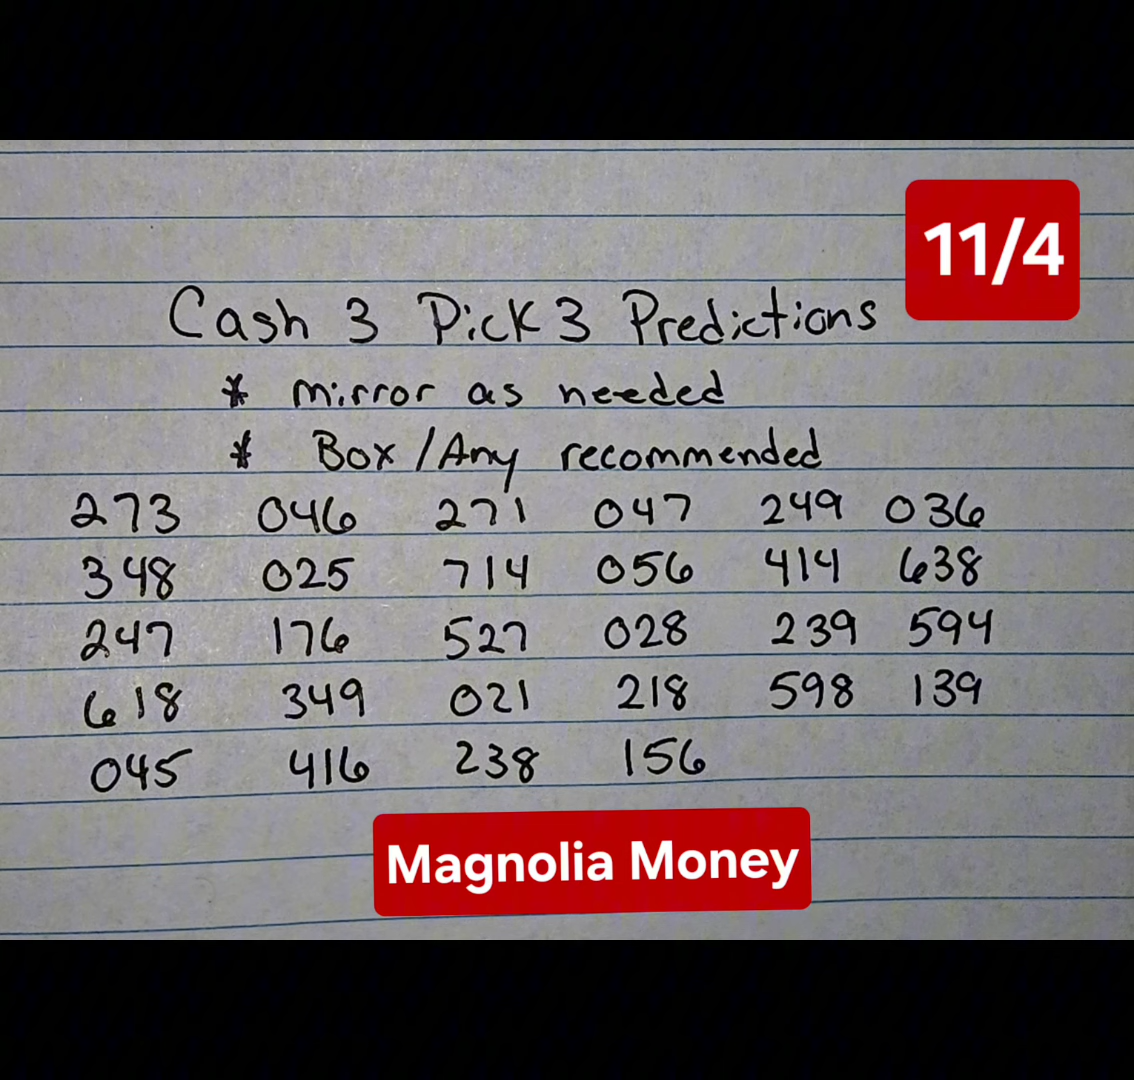 11/4
Cash 3 Pick 3 Predictions
* mirror as needed
* Box/Any recommended
273 046 271 047 249 036
348 025 714 056 414 638
247 176 527 028 239 594
618 349 021 218 598 139
045 416 238 156
Magnolia Money